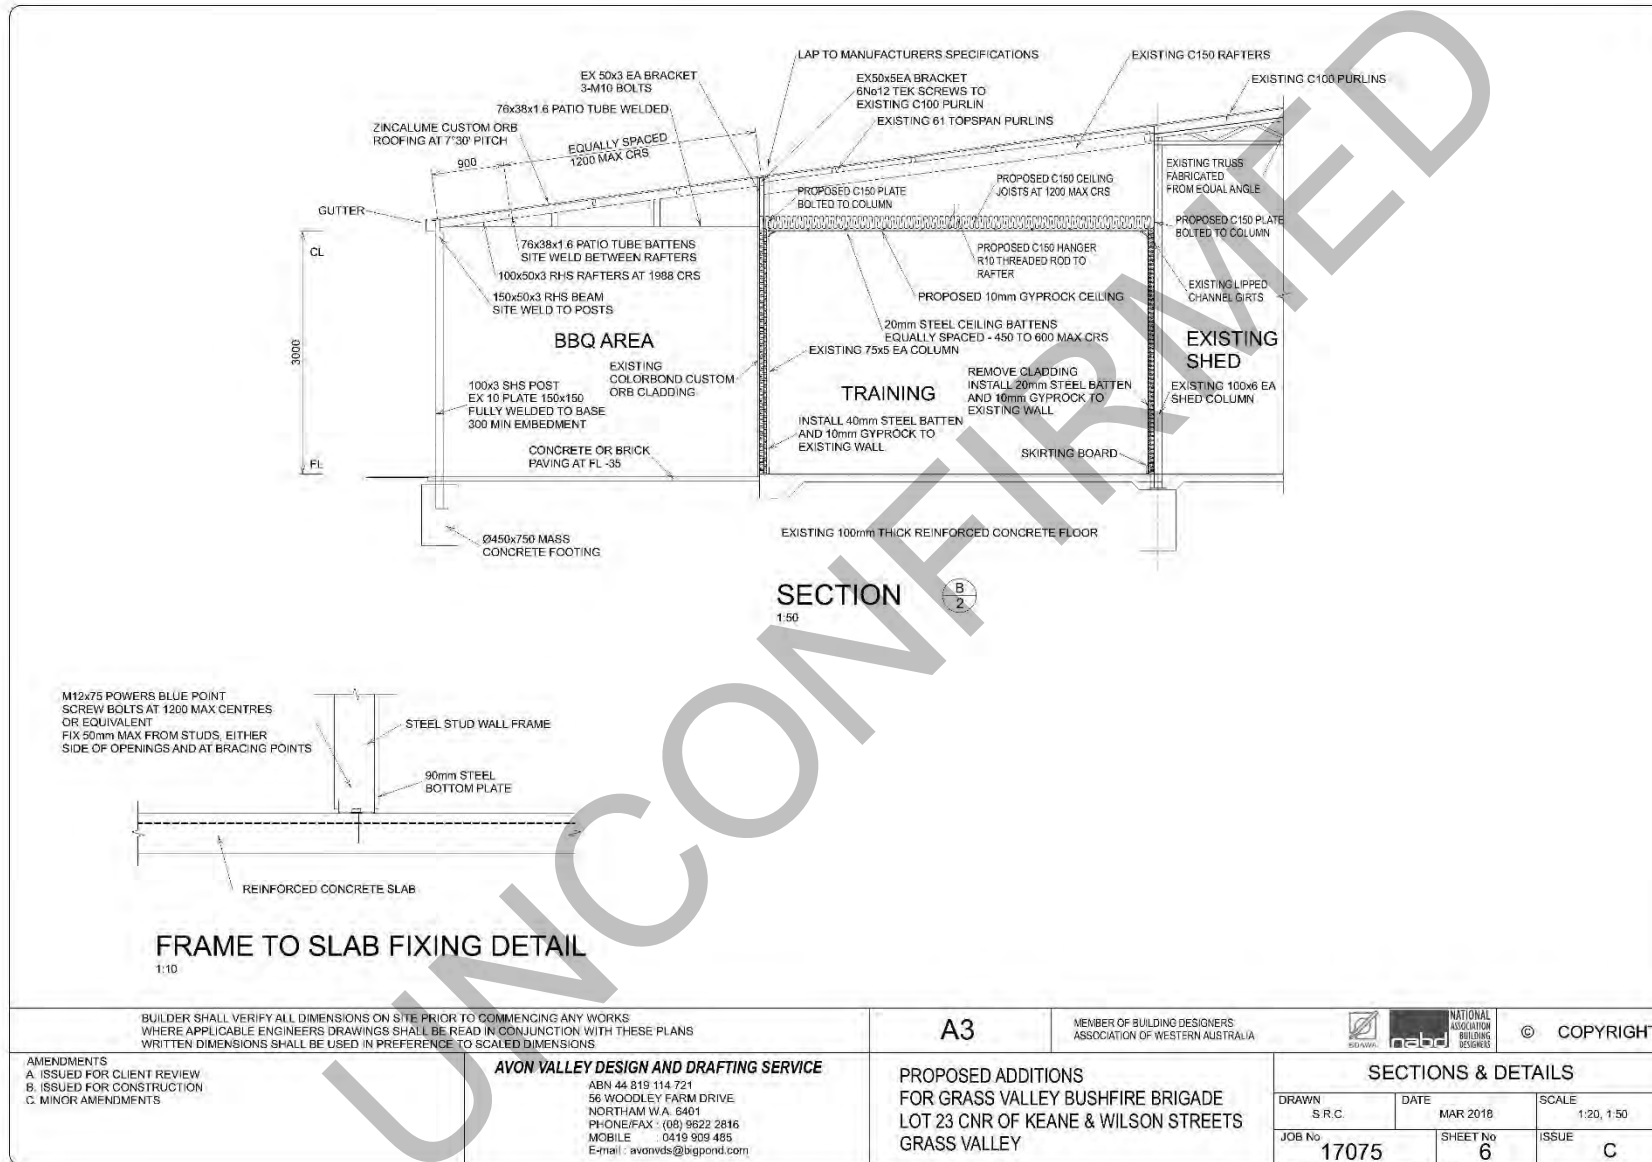 LAP TO MANUFACTURERS SPECIFICATIONS
EXISTING C150 RAFTERS
EX 50x3 EA BRACKET
3-M10 BOLTS
EX50x5EA BRACKET
6No12 TEK SCREWS TO
EXISTING C100 PURLIN
EXISTING C100 PURLINS
76x38x1.6 PATIO TUBE WELDED
EXISTING 61 TOPSPAN PURLINS
ZINCALUME CUSTOM ORB
ROOFING AT 7°30' PITCH
EQUALLY SPACED
1200 MAX CRS
900
EXISTING TRUSS
FABRICATED
FROM EQUAL ANGLE
PROPOSED C150 PLATE
BOLTED TO COLUMN
PROPOSED C150 CEILING
JOISTS AT 1200 MAX CRS
GUTTER
PROPOSED C150 PLATE
BOLTED TO COLUMN
CL
76x38x1.6 PATIO TUBE BATTENS
SITE WELD BETWEEN RAFTERS
PROPOSED C150 HANGER
R10 THREADED ROD TO
RAFTER
100x50x3 RHS RAFTERS AT 1988 CRS
EXISTING LIPPED
CHANNEL GIRTS
150x50x3 RHS BEAM
SITE WELD TO POSTS
PROPOSED 10mm GYPROCK CEILING
20mm STEEL CEILING BATTENS
EQUALLY SPACED - 450 TO 600 MAX CRS
BBQ AREA
EXISTING
SHED
3000
EXISTING 75x5 EA COLUMN
EXISTING
COLORBOND CUSTOM
ORB CLADDING
REMOVE CLADDING
INSTALL 20mm STEEL BATTEN
AND 10mm GYPROCK TO
EXISTING WALL
100x3 SHS POST
EX 10 PLATE 150x150
FULLY WELDED TO BASE
300 MIN EMBEDMENT
TRAINING
EXISTING 100x6 EA
SHED COLUMN
INSTALL 40mm STEEL BATTEN
AND 10mm GYPROCK TO
EXISTING WALL
CONCRETE OR BRICK
PAVING AT FL -35
SKIRTING BOARD
FL
EXISTING 100mm THICK REINFORCED CONCRETE FLOOR
Ø450x750 MASS
CONCRETE FOOTING
SECTION
B
2
1:50
M12x75 POWERS BLUE POINT
SCREW BOLTS AT 1200 MAX CENTRES
OR EQUIVALENT
FIX 50mm MAX FROM STUDS, EITHER
SIDE OF OPENINGS AND AT BRACING POINTS
STEEL STUD WALL FRAME
90mm STEEL
BOTTOM PLATE
REINFORCED CONCRETE SLAB
FRAME TO SLAB FIXING DETAIL
1:10
UNCONFIRMED
BUILDER SHALL VERIFY ALL DIMENSIONS ON SITE PRIOR TO COMMENCING ANY WORKS
WHERE APPLICABLE ENGINEERS DRAWINGS SHALL BE READ IN CONJUNCTION WITH THESE PLANS
WRITTEN DIMENSIONS SHALL BE USED IN PREFERENCE TO SCALED DIMENSIONS
A3
MEMBER OF BUILDING DESIGNERS
ASSOCIATION OF WESTERN AUSTRALIA
BDAWA
nabd
NATIONAL
ASSOCIATION
BUILDING
DESIGNERS
© COPYRIGHT
AMENDMENTS
A. ISSUED FOR CLIENT REVIEW
B. ISSUED FOR CONSTRUCTION
C. MINOR AMENDMENTS
AVON VALLEY DESIGN AND DRAFTING SERVICE
ABN 44 819 114 721
56 WOODLEY FARM DRIVE
NORTHAM W.A. 6401
PHONE/FAX : (08) 9622 2816
MOBILE : 0419 909 485
E-mail : avonvds@bigpond.com
PROPOSED ADDITIONS
FOR GRASS VALLEY BUSHFIRE BRIGADE
LOT 23 CNR OF KEANE & WILSON STREETS
GRASS VALLEY
SECTIONS & DETAILS
DRAWN
S.R.C.
DATE
MAR 2018
SCALE
1:20, 1:50
JOB No
17075
SHEET No
6
ISSUE
C